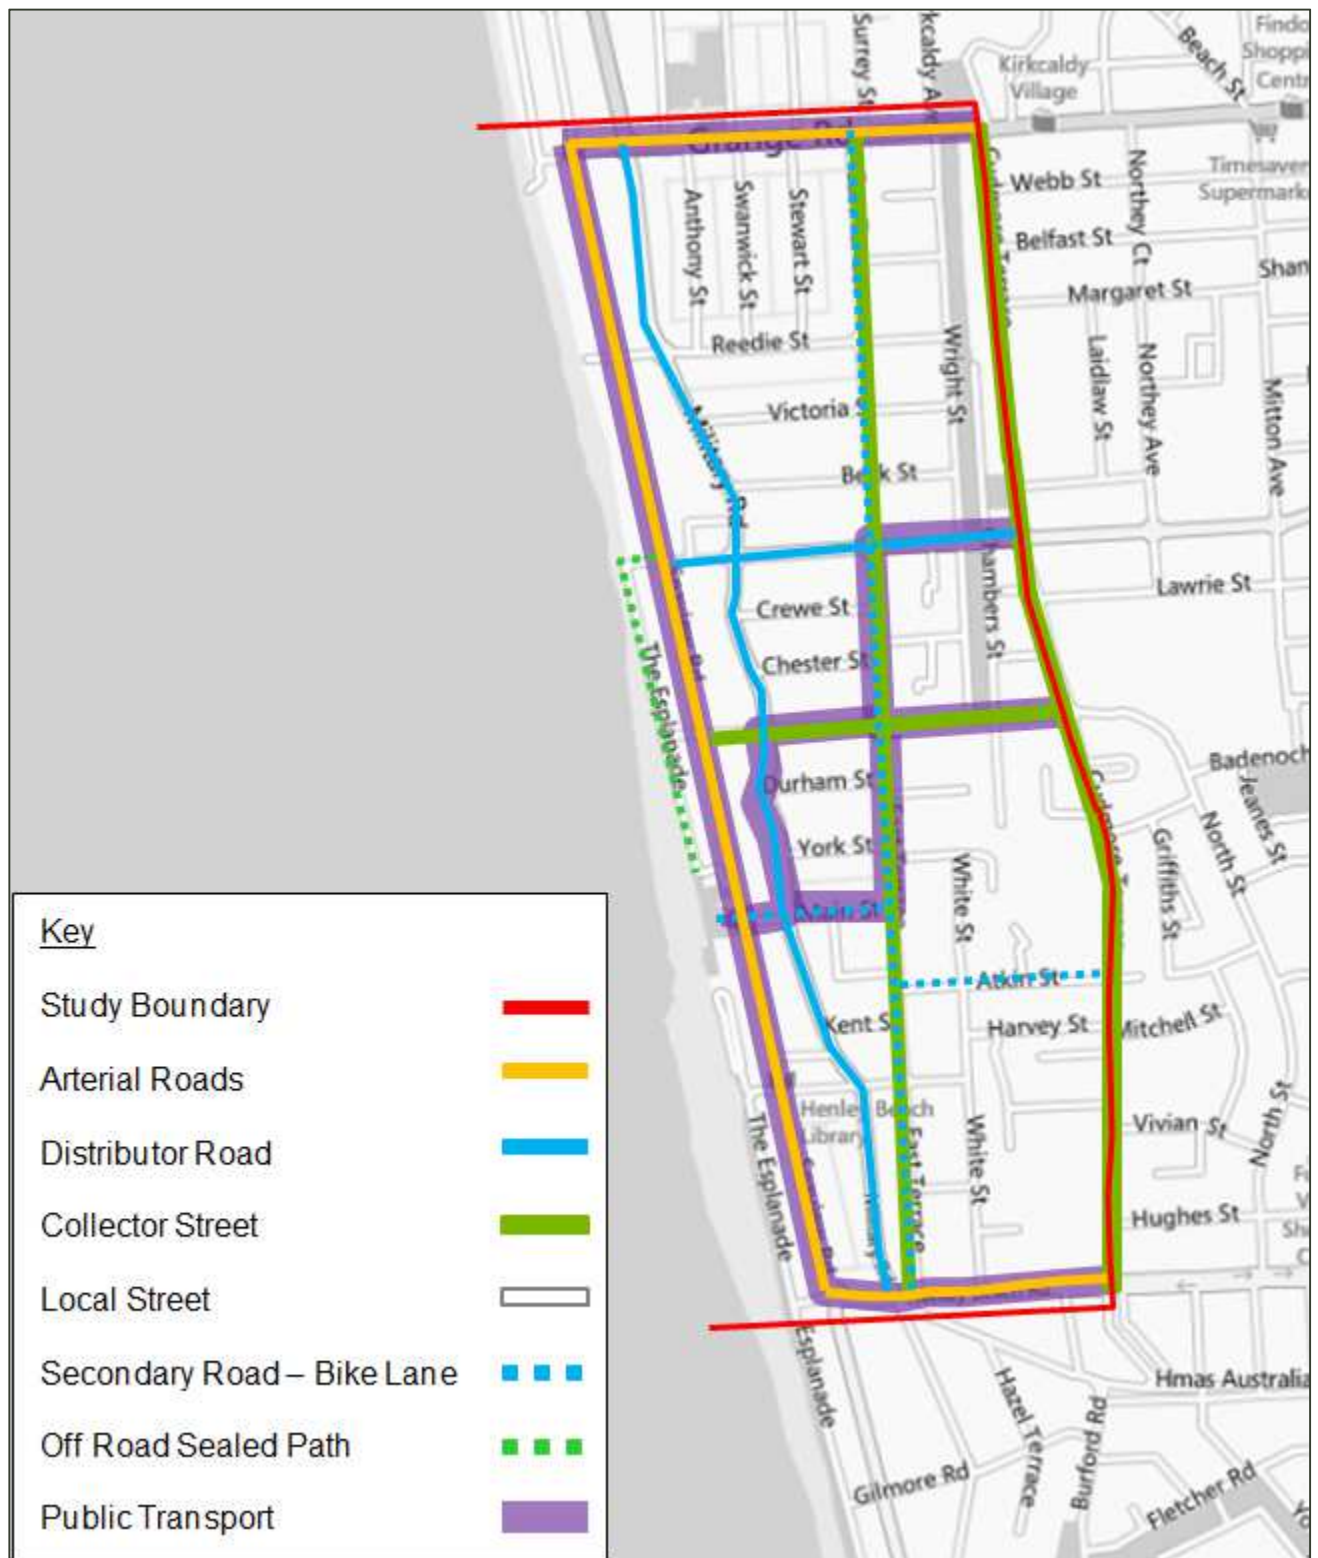 Surrey St
Beach St
Kirkcaldy
Village
Grange Rd
Webb St
Northey Ct
Anthony St
Swanwick St
Stewart St
Belfast St
Margaret St
Reedie St
Wright St
Laidlaw St
Northey Ave
Mitton Ave
Victoria
Military Rd
Lawrie St
Chambers St
Crewe St
Chester St
The Esplanade
Durham St
York St
White St
Griffiths St
North St
Jeanes St
Badenoch
Atkin St
Harvey St
Mitchell St
Kent S
Vivian St
North St
Henley Beach
Library
The Esplanade
East Terrace
White St
Hughes St
Esplanade
Hmas Australia
Hazel Terrace
Burford Rd
Gilmore Rd
Fletcher Rd
Key
Study Boundary
Arterial Roads
Distributor Road
Collector Street
Local Street
Secondary Road – Bike Lane
Off Road Sealed Path
Public Transport